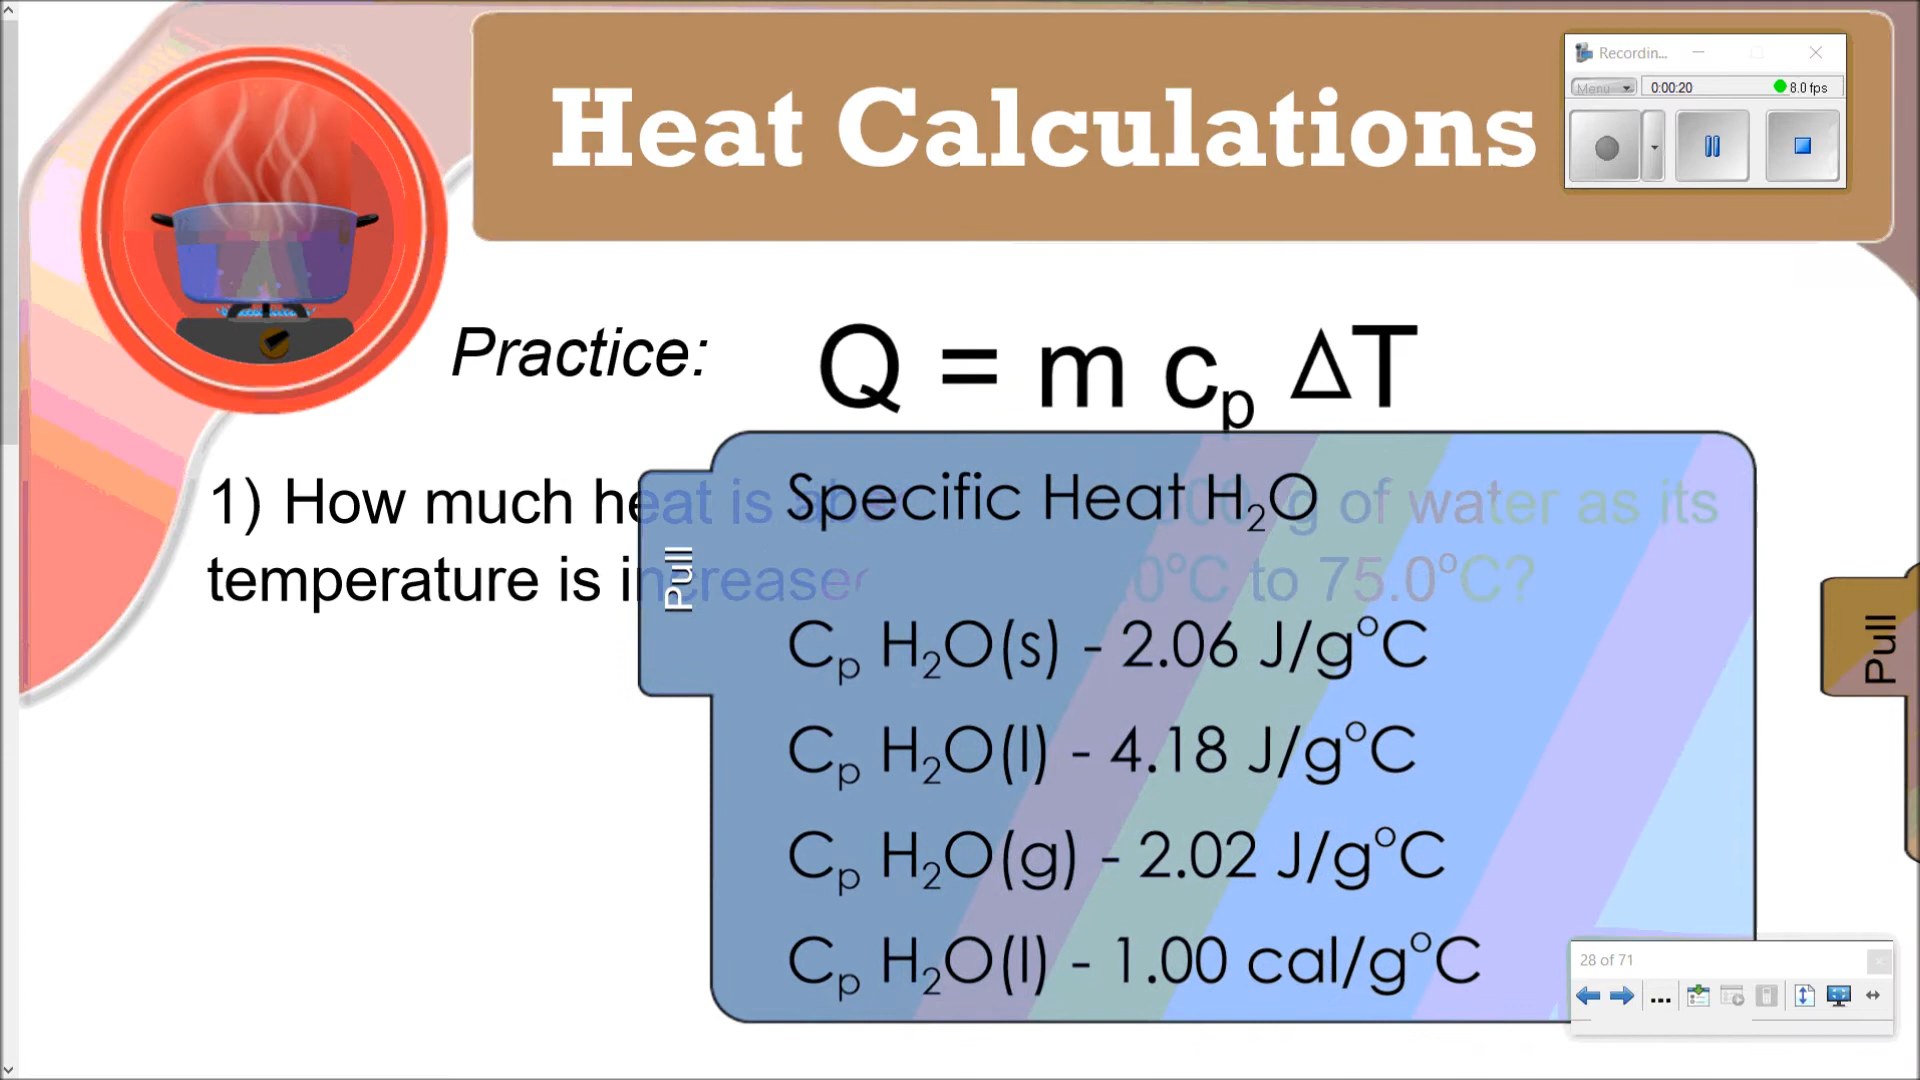 Heat Calculations
Recordin...
Menu
0:00:20
8.0 fps
Practice:
Q = m cₚ ΔT
1) How much heat is g of water as its
temperature is increased 0°C to 75.0°C?
Pull
Specific Heat H₂O
Cₚ H₂O(s) - 2.06 J/g°C
Cₚ H₂O(l) - 4.18 J/g°C
Cₚ H₂O(g) - 2.02 J/g°C
Cₚ H₂O(l) - 1.00 cal/g°C
Pull
28 of 71